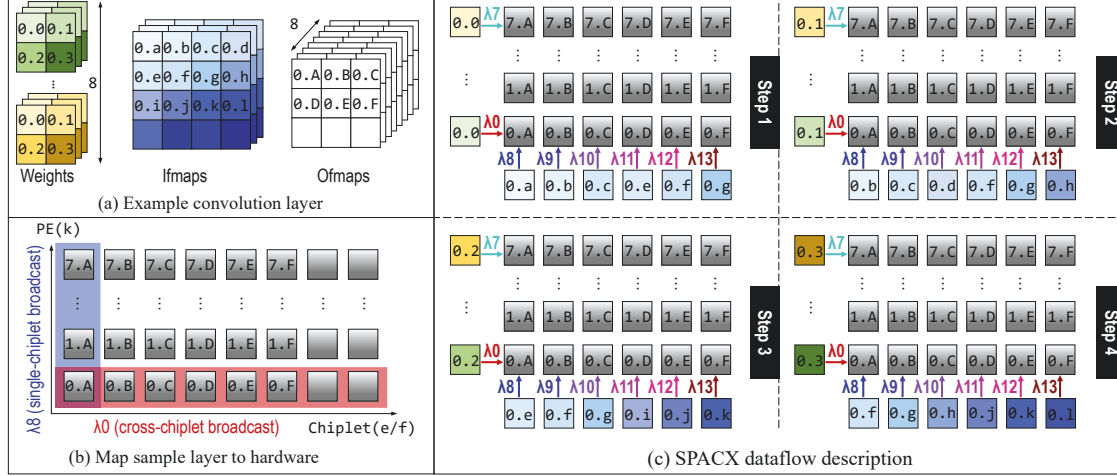 8
0.0 0.1
0.2 0.3
8
0.0 0.1
0.2 0.3
0.a 0.b 0.c 0.d
0.e 0.f 0.g 0.h
0.i 0.j 0.k 0.l
0.A 0.B 0.C
0.D 0.E 0.F
Weights Ifmaps Ofmaps
(a) Example convolution layer
PE(k)
λ8 (single-chiplet broadcast)
7.A 7.B 7.C 7.D 7.E 7.F
1.A 1.B 1.C 1.D 1.E 1.F
0.A 0.B 0.C 0.D 0.E 0.F
λ0 (cross-chiplet broadcast) Chiplet(e/f)
(b) Map sample layer to hardware
0.0 λ7 7.A 7.B 7.C 7.D 7.E 7.F
1.A 1.B 1.C 1.D 1.E 1.F
0.0 λ0 0.A 0.B 0.C 0.D 0.E 0.F
λ8 λ9 λ10 λ11 λ12 λ13
0.a 0.b 0.c 0.e 0.f 0.g
Step 1
0.1 λ7 7.A 7.B 7.C 7.D 7.E 7.F
1.A 1.B 1.C 1.D 1.E 1.F
0.1 λ0 0.A 0.B 0.C 0.D 0.E 0.F
λ8 λ9 λ10 λ11 λ12 λ13
0.b 0.c 0.d 0.f 0.g 0.h
Step 2
0.2 λ7 7.A 7.B 7.C 7.D 7.E 7.F
1.A 1.B 1.C 1.D 1.E 1.F
0.2 λ0 0.A 0.B 0.C 0.D 0.E 0.F
λ8 λ9 λ10 λ11 λ12 λ13
0.e 0.f 0.g 0.i 0.j 0.k
Step 3
0.3 λ7 7.A 7.B 7.C 7.D 7.E 7.F
1.A 1.B 1.C 1.D 1.E 1.F
0.3 λ0 0.A 0.B 0.C 0.D 0.E 0.F
λ8 λ9 λ10 λ11 λ12 λ13
0.f 0.g 0.h 0.j 0.k 0.l
Step 4
(c) SPACX dataflow description